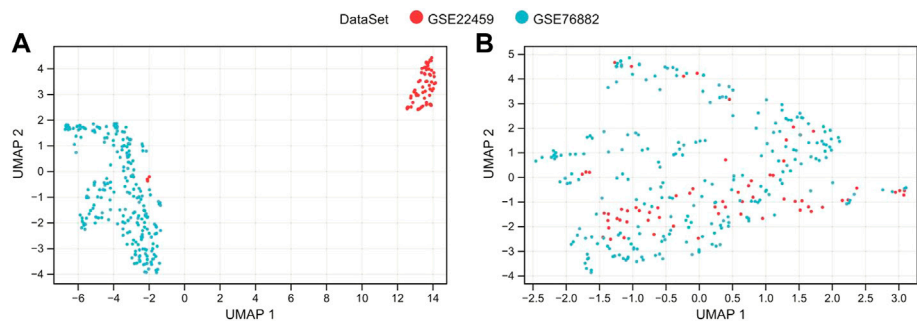 DataSet GSE22459 GSE76882
A
UMAP 2
4
3
2
1
0
−1
−2
−3
−4
−6 −4 −2 0 2 4 6 8 10 12 14
UMAP 1
B
UMAP 2
5
4
3
2
1
0
−1
−2
−3
−4
−2.5 −2.0 −1.5 −1.0 −0.5 0.0 0.5 1.0 1.5 2.0 2.5 3.0
UMAP 1